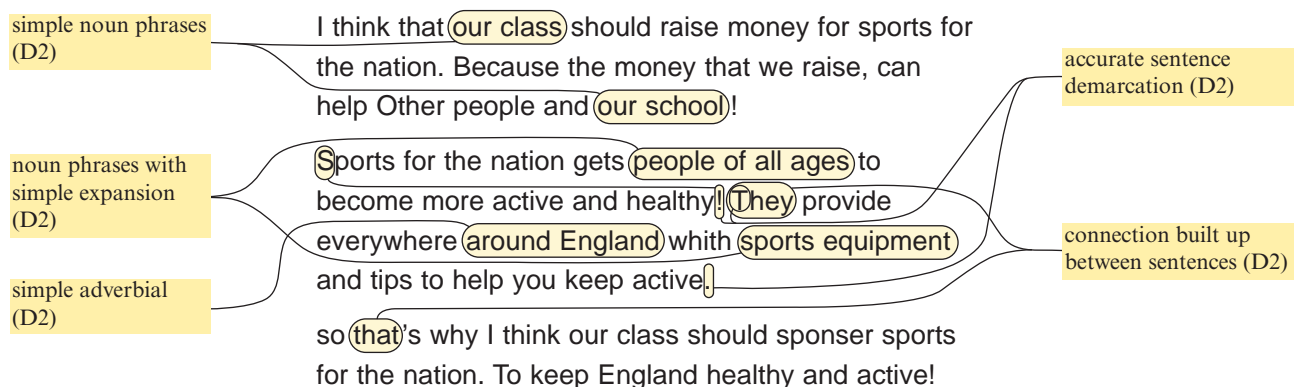 simple noun phrases
(D2)
noun phrases with
simple expansion
(D2)
simple adverbial
(D2)
I think that our class should raise money for sports for
the nation. Because the money that we raise, can
help Other people and our school!
Sports for the nation gets people of all ages to
become more active and healthy! They provide
everywhere around England whith sports equipment
and tips to help you keep active.
so that's why I think our class should sponser sports
for the nation. To keep England healthy and active!
accurate sentence
demarcation (D2)
connection built up
between sentences (D2)